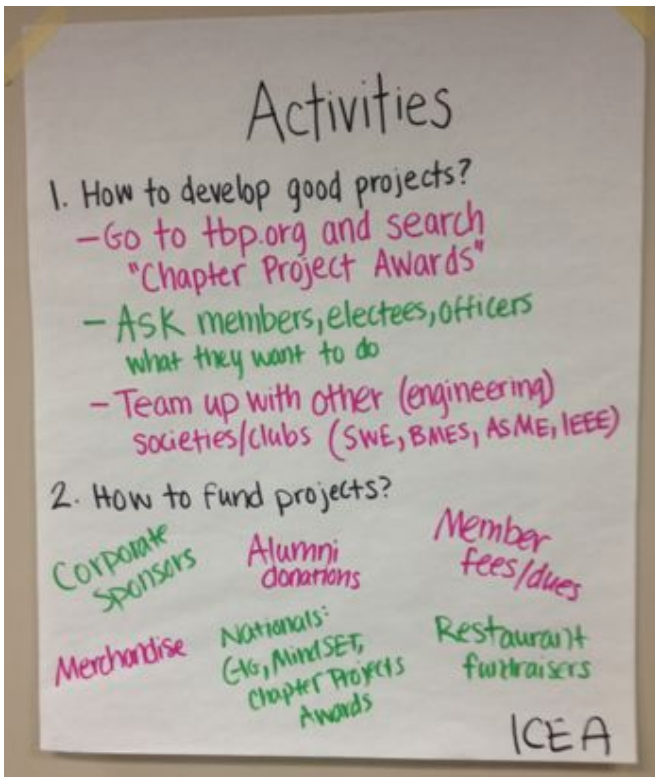 Activities
1. How to develop good projects?
-Go to tbp.org and search
"Chapter Project Awards"
- Ask members, electees, officers
what they want to do
- Team up with other (engineering)
societies/clubs (SWE, BMES, ASME, IEEE)
2. How to fund projects?
Corporate
Sponsors
Alumni
donations
Member
fees/dues
Merchandise
Nationals:
GIG, MindSET,
Chapter Projects
Awards
Restaurant
fundraisers
ICEA